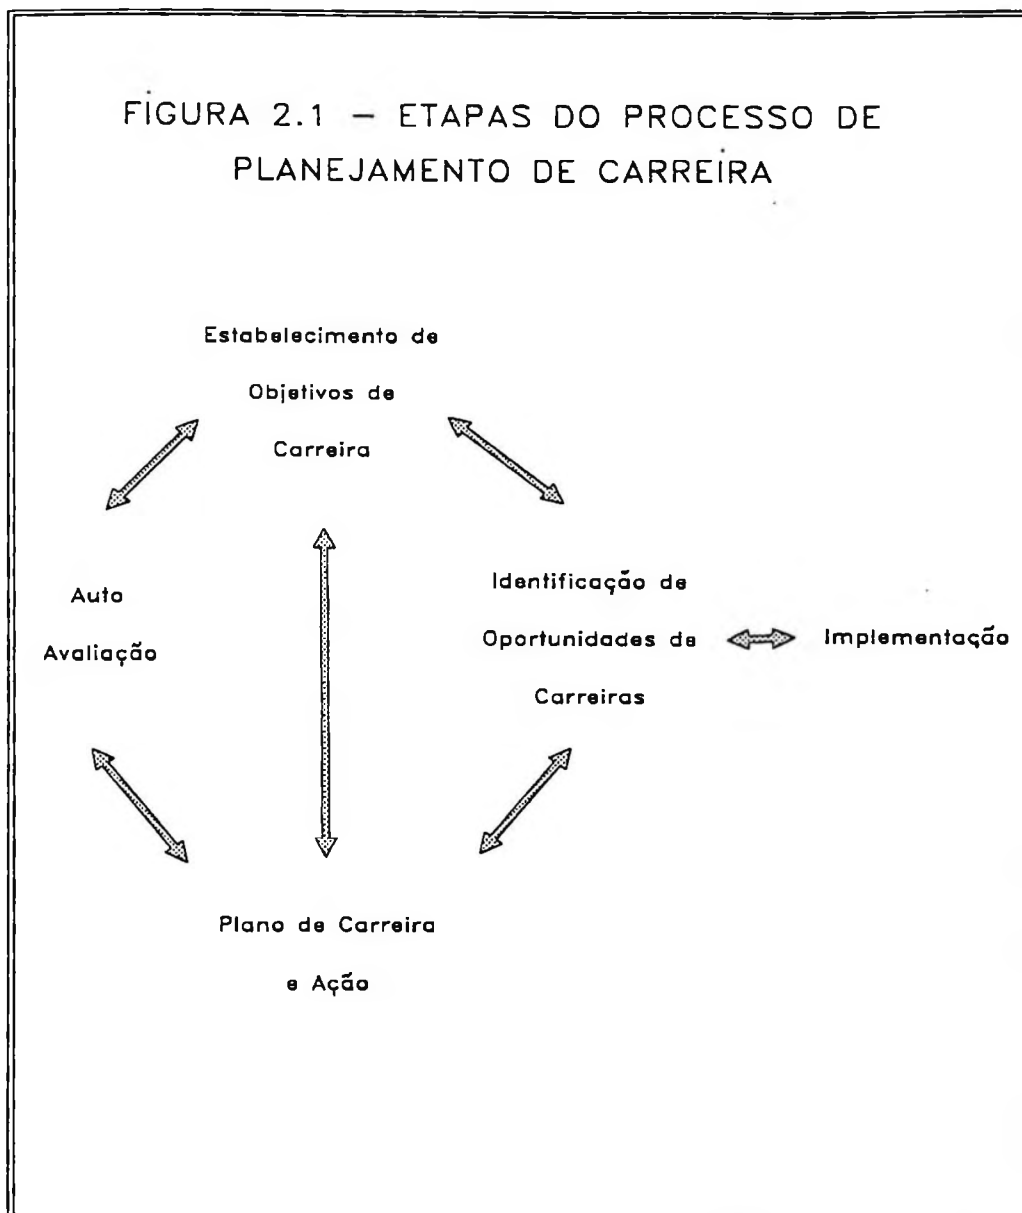 FIGURA 2.1 – ETAPAS DO PROCESSO DE
PLANEJAMENTO DE CARREIRA
Estabelecimento de
Objetivos de
Carreira
Auto
Avaliação
Identificação de
Oportunidades de
Carreiras
Implementação
Plano de Carreira
e Ação